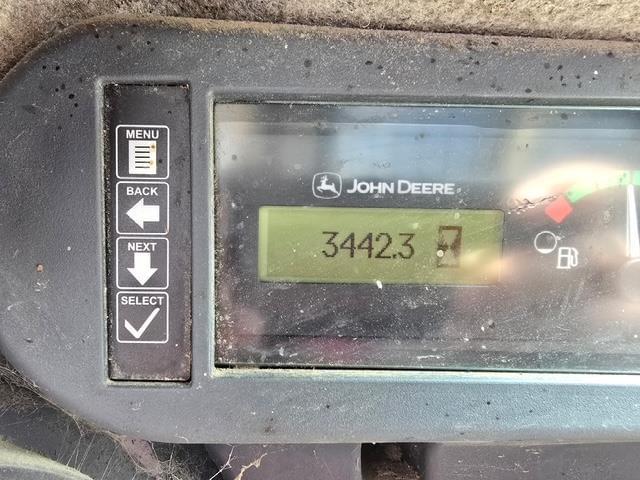 MENU
BACK
NEXT
SELECT
JOHN DEERE
3442.3